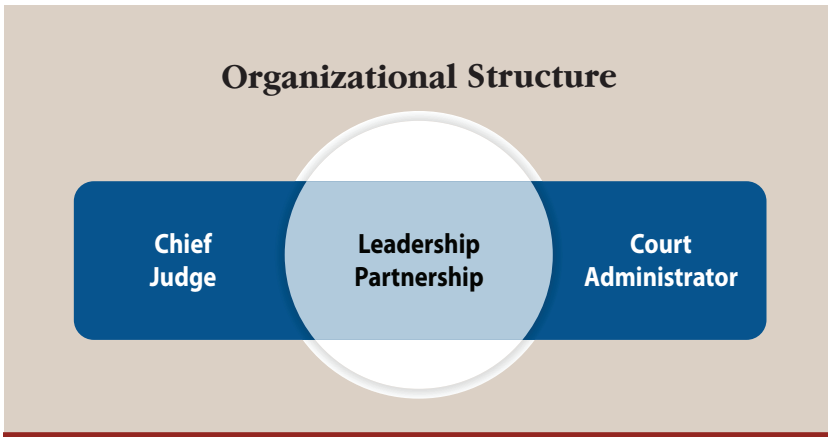 Organizational Structure
Chief
Judge
Leadership
Partnership
Court
Administrator